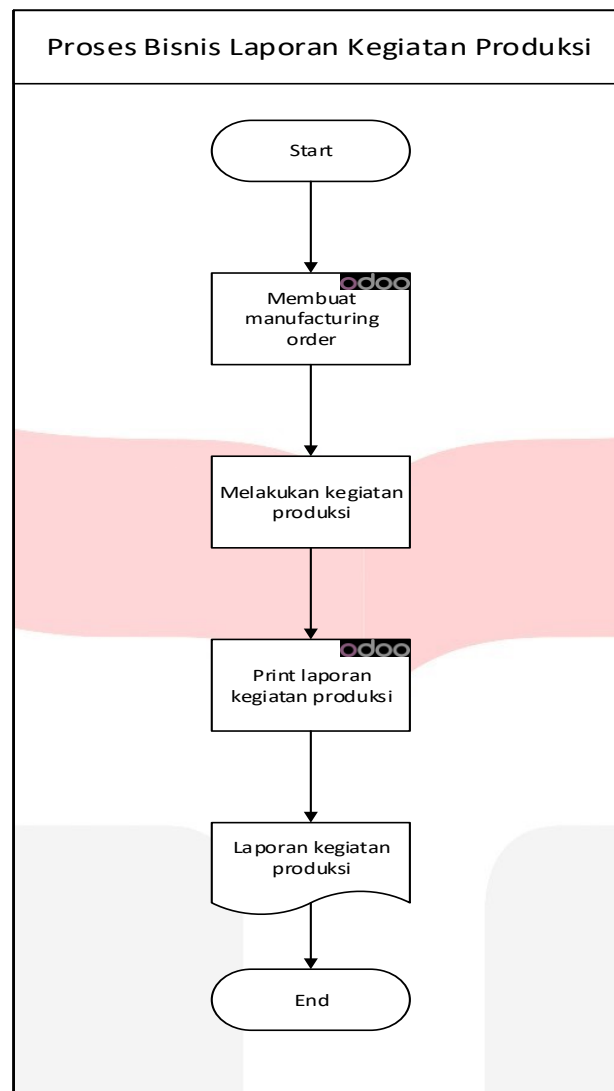 Proses Bisnis Laporan Kegiatan Produksi
Start
odoo
Membuat
manufacturing
order
Melakukan kegiatan
produksi
odoo
Print laporan
kegiatan produksi
Laporan kegiatan
produksi
End